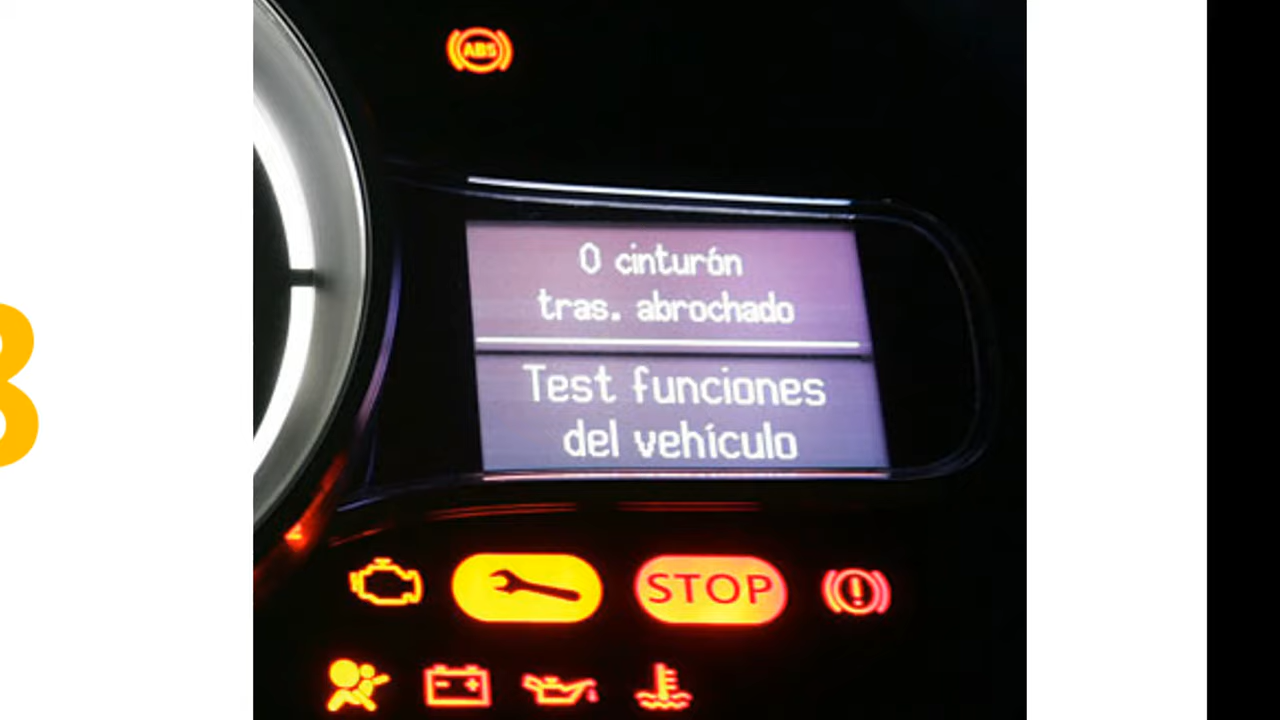 ABS
0 cinturón
tras. abrochado
Test funciones
del vehículo
STOP